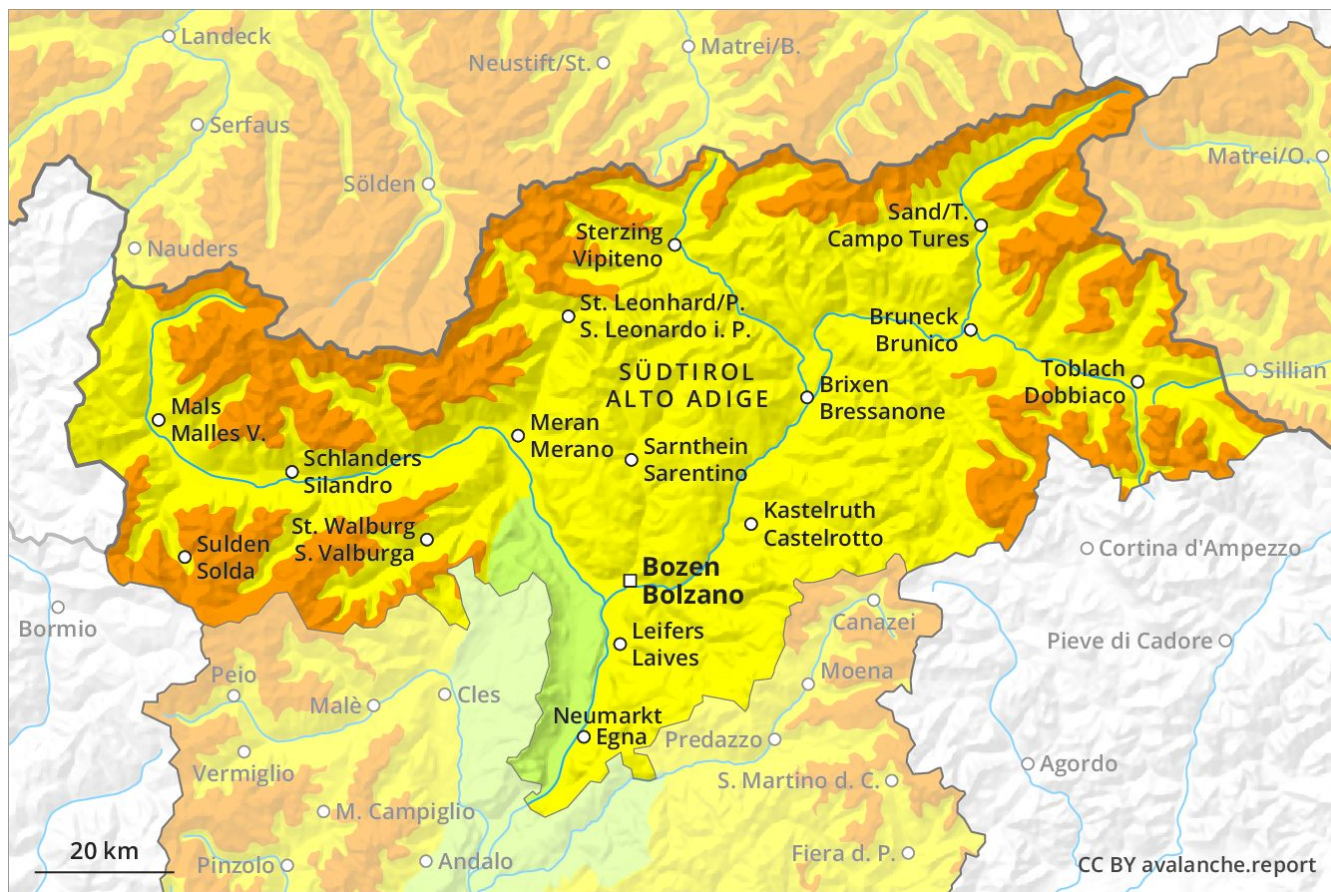 Landeck
Matrei/B.
Neustift/St.
Serfaus
Matrei/O.
Sölden
Sand/T.
Campo Tures
Sterzing
Vipiteno
Nauders
St. Leonhard/P.
S. Leonardo i. P.
Bruneck
Brunico
SÜDTIROL
ALTO ADIGE
Toblach
Dobbiaco
Sillian
Brixen
Bressanone
Mals
Malles V.
Meran
Merano
Sarnthein
Sarentino
Schlanders
Silandro
Kastelruth
Castelrotto
St. Walburg
S. Valburga
Sulden
Solda
Cortina d'Ampezzo
Bozen
Bolzano
Bormio
Canazei
Leifers
Laives
Pieve di Cadore
Peio
Moena
Malè
Cles
Neumarkt
Egna
Predazzo
Vermiglio
Agordo
S. Martino d. C.
M. Campiglio
20 km
Pinzolo
Andalo
Fiera d. P.
CC BY avalanche.report